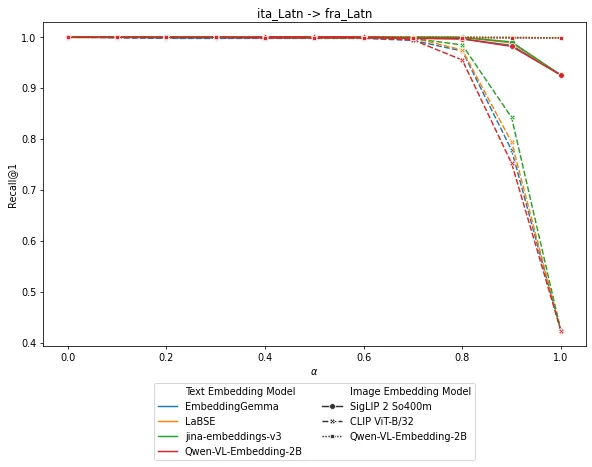 ita_Latn -> fra_Latn
Recall@1
1.0
0.9
0.8
0.7
0.6
0.5
0.4
0.0 0.2 0.4 0.6 0.8 1.0
α
Text Embedding Model Image Embedding Model
EmbeddingGemma SigLIP 2 So400m
LaBSE CLIP ViT-B/32
jina-embeddings-v3 Qwen-VL-Embedding-2B
Qwen-VL-Embedding-2B